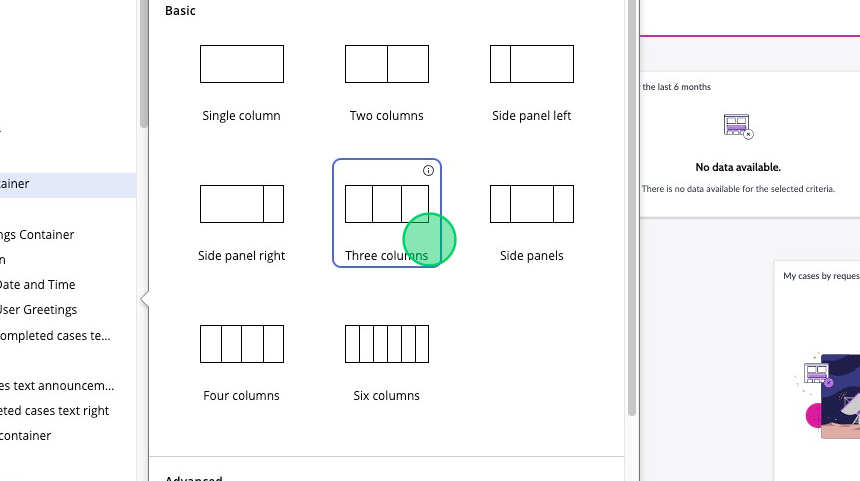 Basic
Single column
Two columns
Side panel left
Side panel right
Three columns
Side panels
Four columns
Six columns
Advanced
ngs Container
Date and Time
User Greetings
completed cases te...
es text announcem...
eted cases text right
container
the last 6 months
No data available.
There is no data available for the selected criteria.
My cases by reques